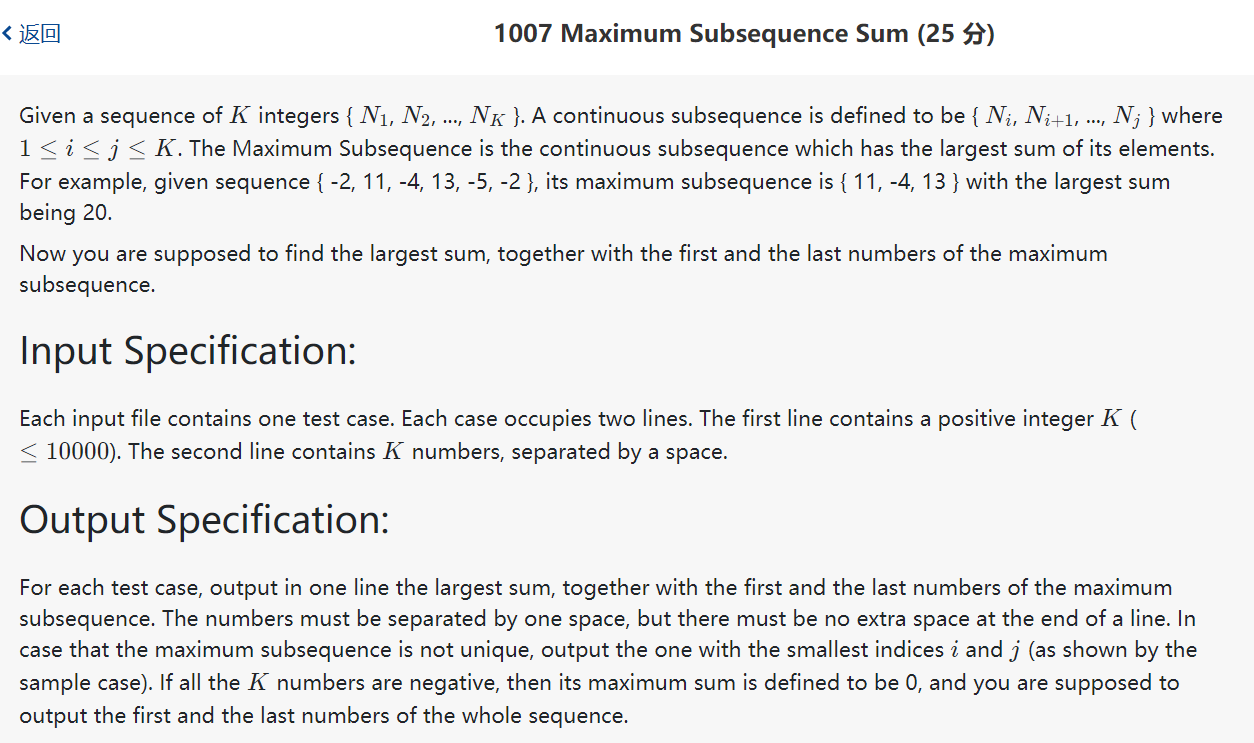 返回
1007 Maximum Subsequence Sum (25 分)
Given a sequence of K integers { N₁, N₂, ..., N_K }. A continuous subsequence is defined to be { N_i, N_{i+1}, ..., N_j } where
1 ≤ i ≤ j ≤ K. The Maximum Subsequence is the continuous subsequence which has the largest sum of its elements.
For example, given sequence { -2, 11, -4, 13, -5, -2 }, its maximum subsequence is { 11, -4, 13 } with the largest sum
being 20.
Now you are supposed to find the largest sum, together with the first and the last numbers of the maximum
subsequence.
Input Specification:
Each input file contains one test case. Each case occupies two lines. The first line contains a positive integer K (
≤ 10000). The second line contains K numbers, separated by a space.
Output Specification:
For each test case, output in one line the largest sum, together with the first and the last numbers of the maximum
subsequence. The numbers must be separated by one space, but there must be no extra space at the end of a line. In
case that the maximum subsequence is not unique, output the one with the smallest indices i and j (as shown by the
sample case). If all the K numbers are negative, then its maximum sum is defined to be 0, and you are supposed to
output the first and the last numbers of the whole sequence.